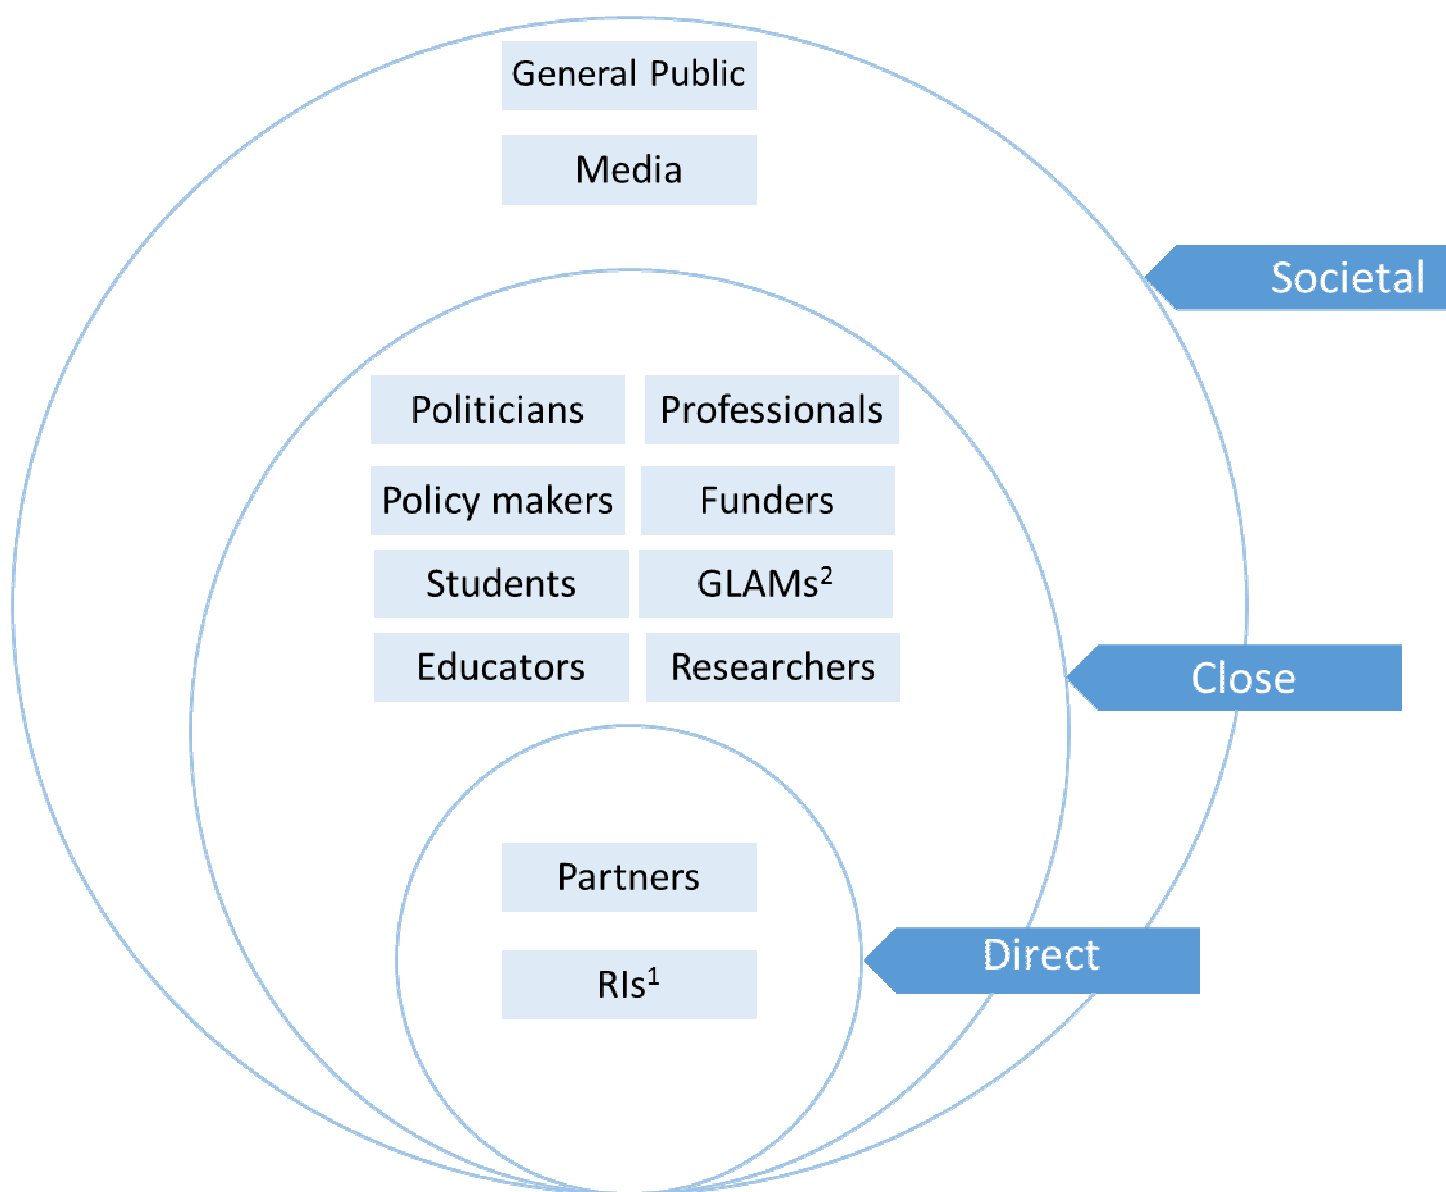 General Public
Media
Societal
Politicians
Professionals
Policy makers
Funders
Students
GLAMs²
Educators
Researchers
Close
Partners
Direct
RIs¹